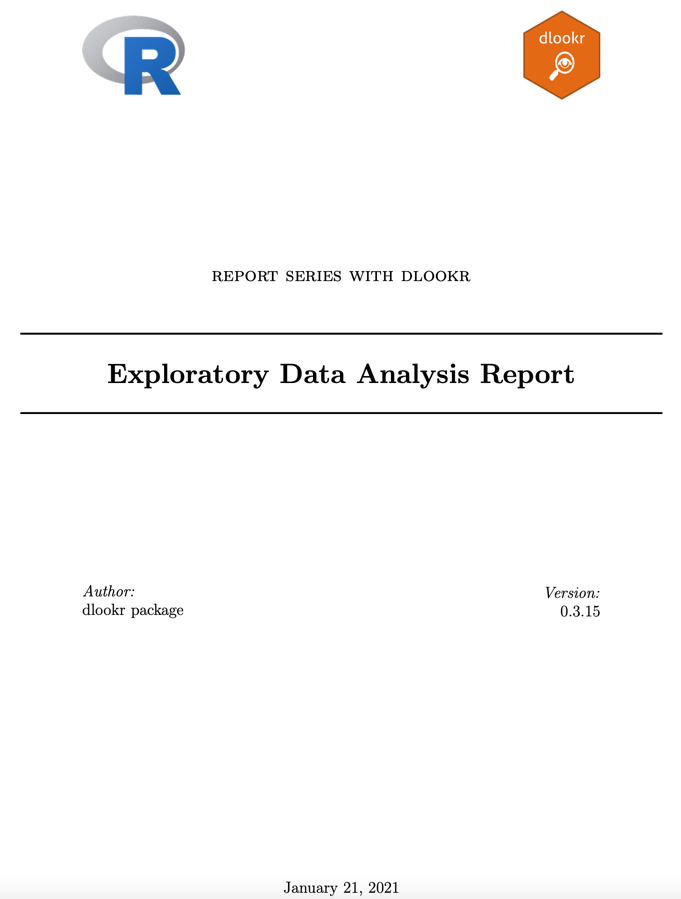 R
dlookr
REPORT SERIES WITH DLOOKR
Exploratory Data Analysis Report
Author:
dlookr package
Version:
0.3.15
January 21, 2021